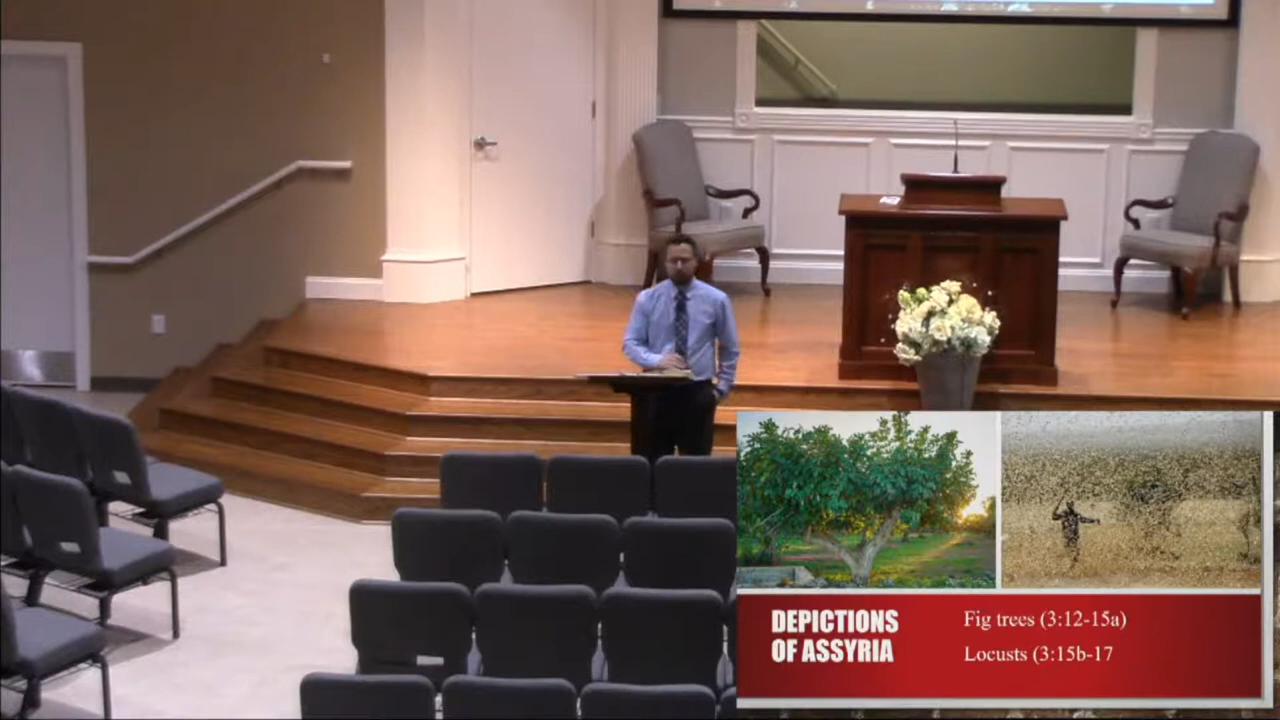 DEPICTIONS
OF ASSYRIA
Fig trees (3:12-15a)
Locusts (3:15b-17